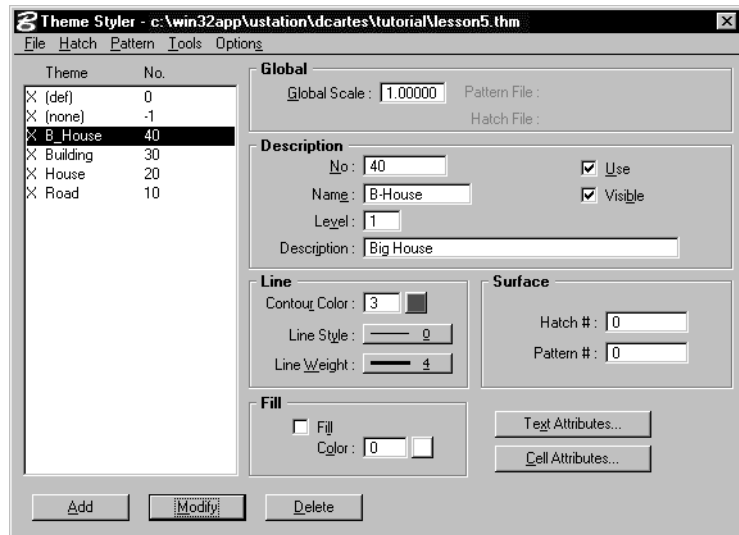 Theme Styler - c:\win32app\ustation\dcartes\tutorial\lesson5.thm
File Hatch Pattern Tools Options
Theme No.
X (def) 0
X (none) -1
X B_House 40
X Building 30
X House 20
X Road 10
Global
Global Scale : 1.00000 Pattern File :
Hatch File :
Description
No : 40 Use
Name : B-House Visible
Level : 1
Description : Big House
Line
Contour Color : 3
Line Style : 0
Line Weight : 4
Surface
Hatch # : 0
Pattern # : 0
Fill
Fill
Color : 0
Text Attributes...
Cell Attributes...
Add Modify Delete